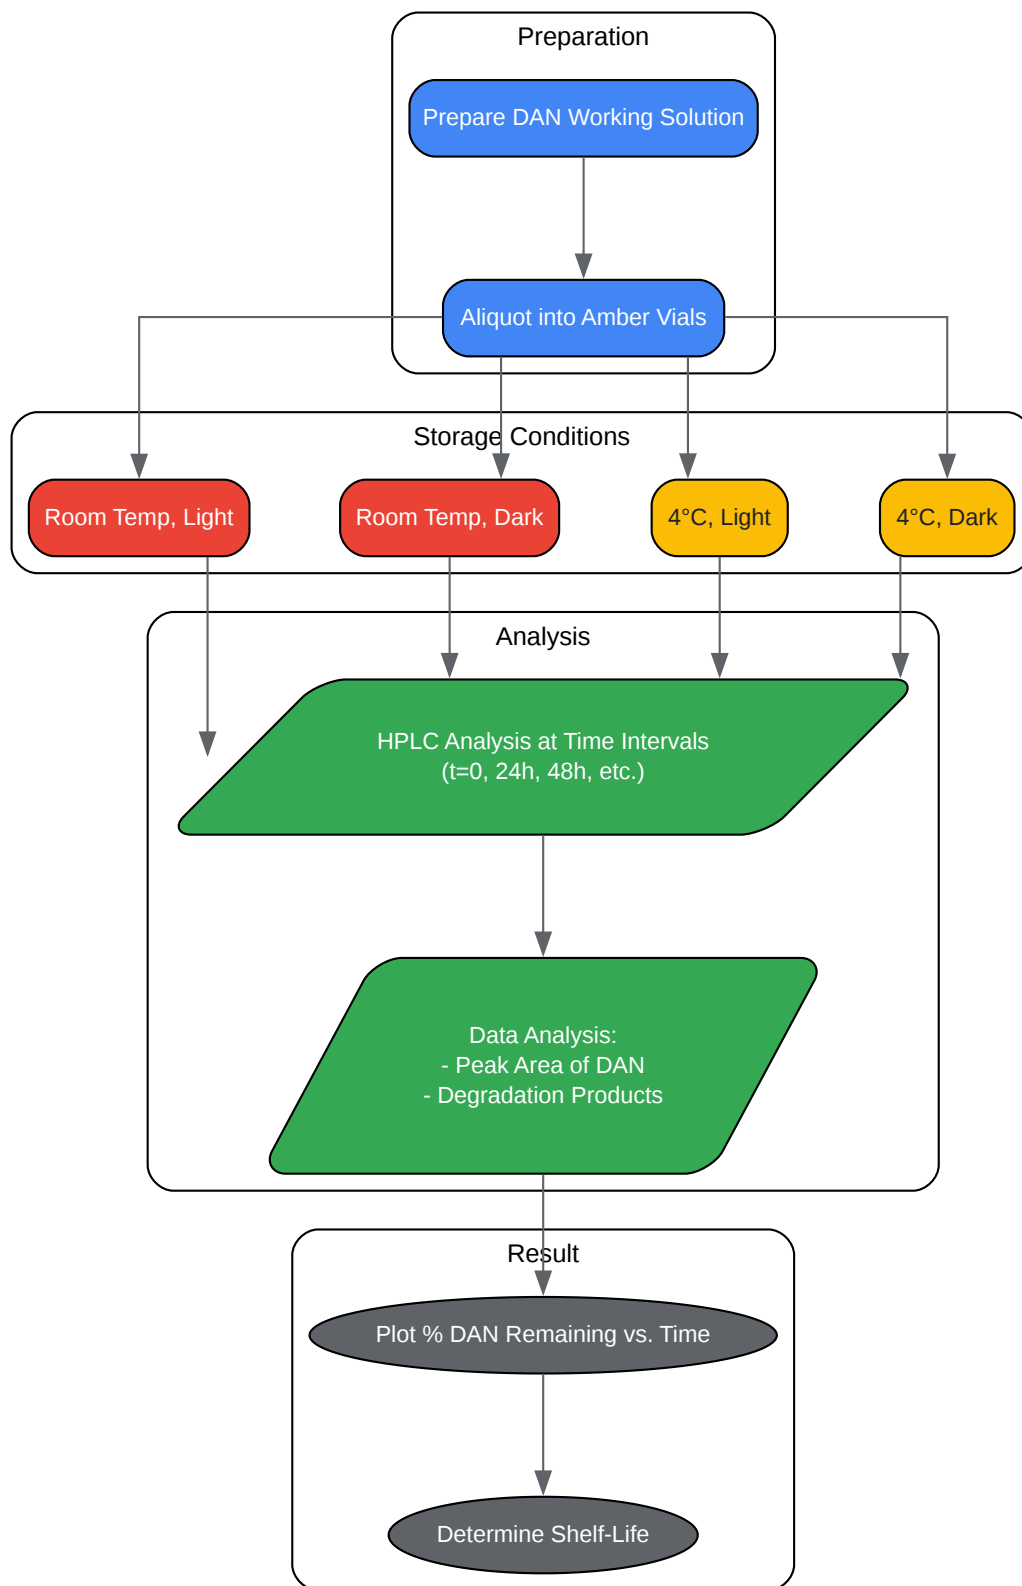 Preparation
Prepare DAN Working Solution
Aliquot into Amber Vials
Storage Conditions
Room Temp, Light
Room Temp, Dark
4°C, Light
4°C, Dark
Analysis
HPLC Analysis at Time Intervals
(t=0, 24h, 48h, etc.)
Data Analysis:
- Peak Area of DAN
- Degradation Products
Result
Plot % DAN Remaining vs. Time
Determine Shelf-Life